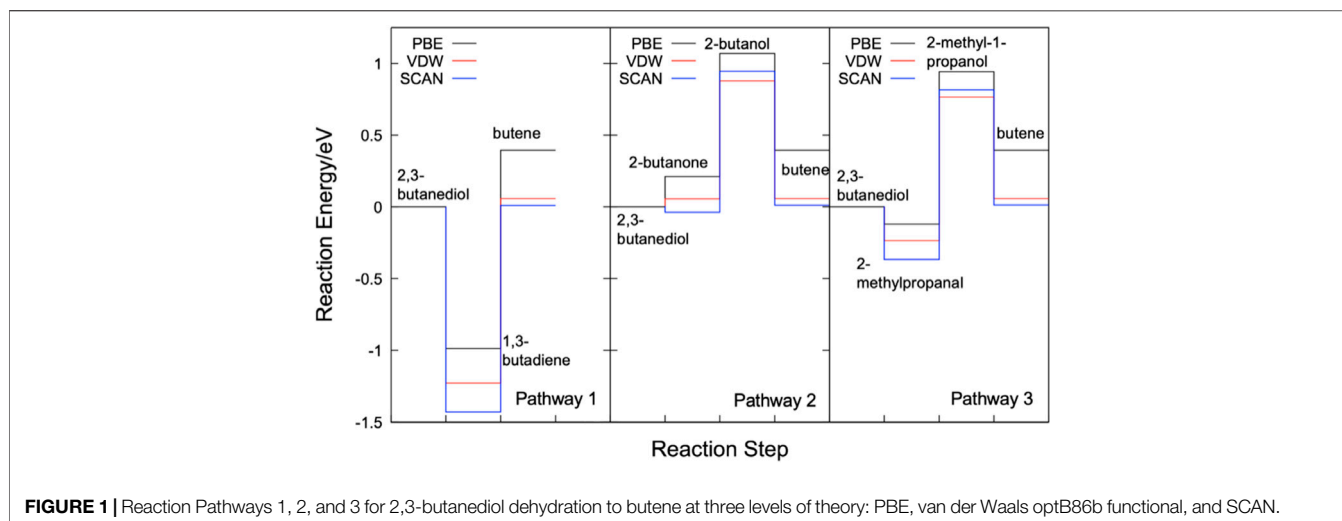 Reaction Energy/eV
1
0.5
0
-0.5
-1
-1.5
PBE
VDW
SCAN
2,3-
butanediol
butene
1,3-
butadiene
Pathway 1
PBE
VDW
SCAN
2-butanol
2-butanone
2,3-
butanediol
butene
Pathway 2
PBE
VDW
SCAN
2-methyl-1-
propanol
2,3-
butanediol
butene
2-
methylpropanal
Pathway 3
Reaction Step
FIGURE 1 | Reaction Pathways 1, 2, and 3 for 2,3-butanediol dehydration to butene at three levels of theory: PBE, van der Waals optB86b functional, and SCAN.